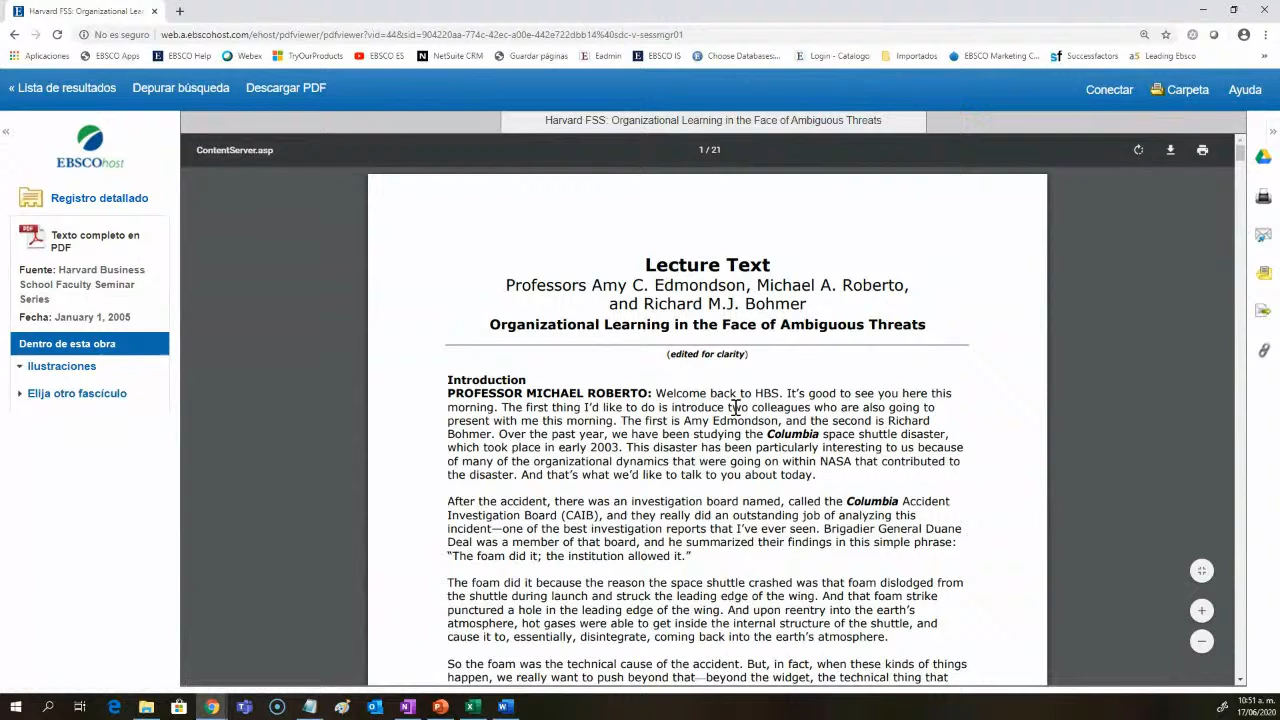 Harvard FSS: Organizational Lea
No es seguro
web.a.ebscohost.com/ehost/pdfviewer/pdfviewer?vid=44&sid=904220aa-774c-42ec-a00e-442e722dbb14%40sdc-v-sessmgr01
Aplicaciones EBSCO Apps EBSCO Help Webex TryOurProducts EBSCO ES NetSuite CRM Guardar páginas Eadmin EBSCO IS Choose Databases:... Login - Catalogo Importados EBSCO Marketing C... Successfactors Leading Ebsco
« Lista de resultados Depurar búsqueda Descargar PDF Conectar Carpeta Ayuda
Harvard FSS: Organizational Learning in the Face of Ambiguous Threats
EBSCOhost
Registro detallado
PDF
Texto completo en
PDF
Fuente: Harvard Business
School Faculty Seminar
Series
Fecha: January 1, 2005
Dentro de esta obra
Ilustraciones
Elija otro fascículo
ContentServer.asp 1 / 21
Lecture Text
Professors Amy C. Edmondson, Michael A. Roberto,
and Richard M.J. Bohmer
Organizational Learning in the Face of Ambiguous Threats
(edited for clarity)
Introduction
PROFESSOR MICHAEL ROBERTO: Welcome back to HBS. It's good to see you here this
morning. The first thing I'd like to do is introduce two colleagues who are also going to
present with me this morning. The first is Amy Edmondson, and the second is Richard
Bohmer. Over the past year, we have been studying the Columbia space shuttle disaster,
which took place in early 2003. This disaster has been particularly interesting to us because
of many of the organizational dynamics that were going on within NASA that contributed to
the disaster. And that's what we'd like to talk to you about today.
After the accident, there was an investigation board named, called the Columbia Accident
Investigation Board (CAIB), and they really did an outstanding job of analyzing this
incident—one of the best investigation reports that I've ever seen. Brigadier General Duane
Deal was a member of that board, and he summarized their findings in this simple phrase:
"The foam did it; the institution allowed it."
The foam did it because the reason the space shuttle crashed was that foam dislodged from
the shuttle during launch and struck the leading edge of the wing. And that foam strike
punctured a hole in the leading edge of the wing. And upon reentry into the earth's
atmosphere, hot gases were able to get inside the internal structure of the shuttle, and
cause it to, essentially, disintegrate, coming back into the earth's atmosphere.
So the foam was the technical cause of the accident. But, in fact, when these kinds of things
happen, we really want to push beyond that—beyond the widget, the technical thing that
10:51 a. m.
17/06/2020